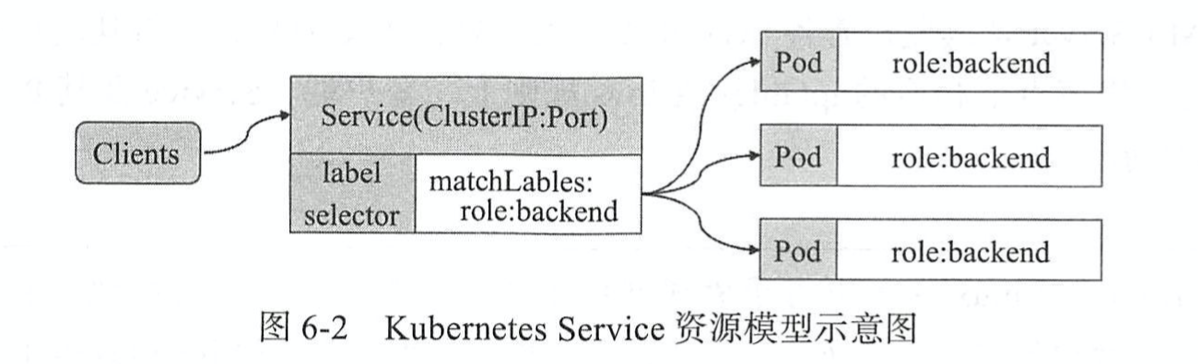 Clients
Service(ClusterIP:Port)
label
selector
matchLables:
role:backend
Pod role:backend
Pod role:backend
Pod role:backend
图 6-2 Kubernetes Service 资源模型示意图